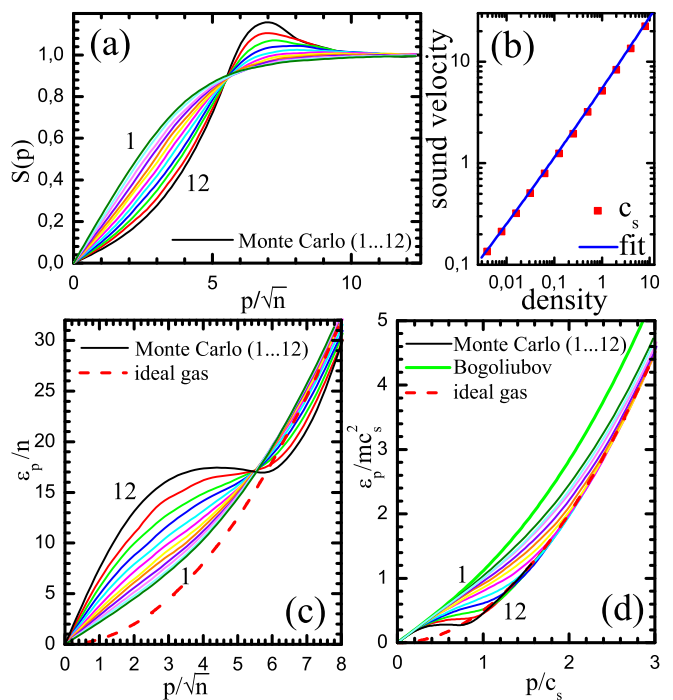 (a)
S(p)
1,0
0,8
0,6
0,4
0,2
0,0
1
12
Monte Carlo (1...12)
0 5 10
p/√n
(b)
sound velocity
10
1
0,1
c_s
fit
0,01 0,1 1 10
density
ε_p/n
30
20
10
0
Monte Carlo (1...12)
ideal gas
12
1
(c)
0 1 2 3 4 5 6 7 8
p/√n
ε_p/mc_s^2
5
4
3
2
1
0
Monte Carlo (1...12)
Bogoliubov
ideal gas
1
12
(d)
0 1 2 3
p/c_s